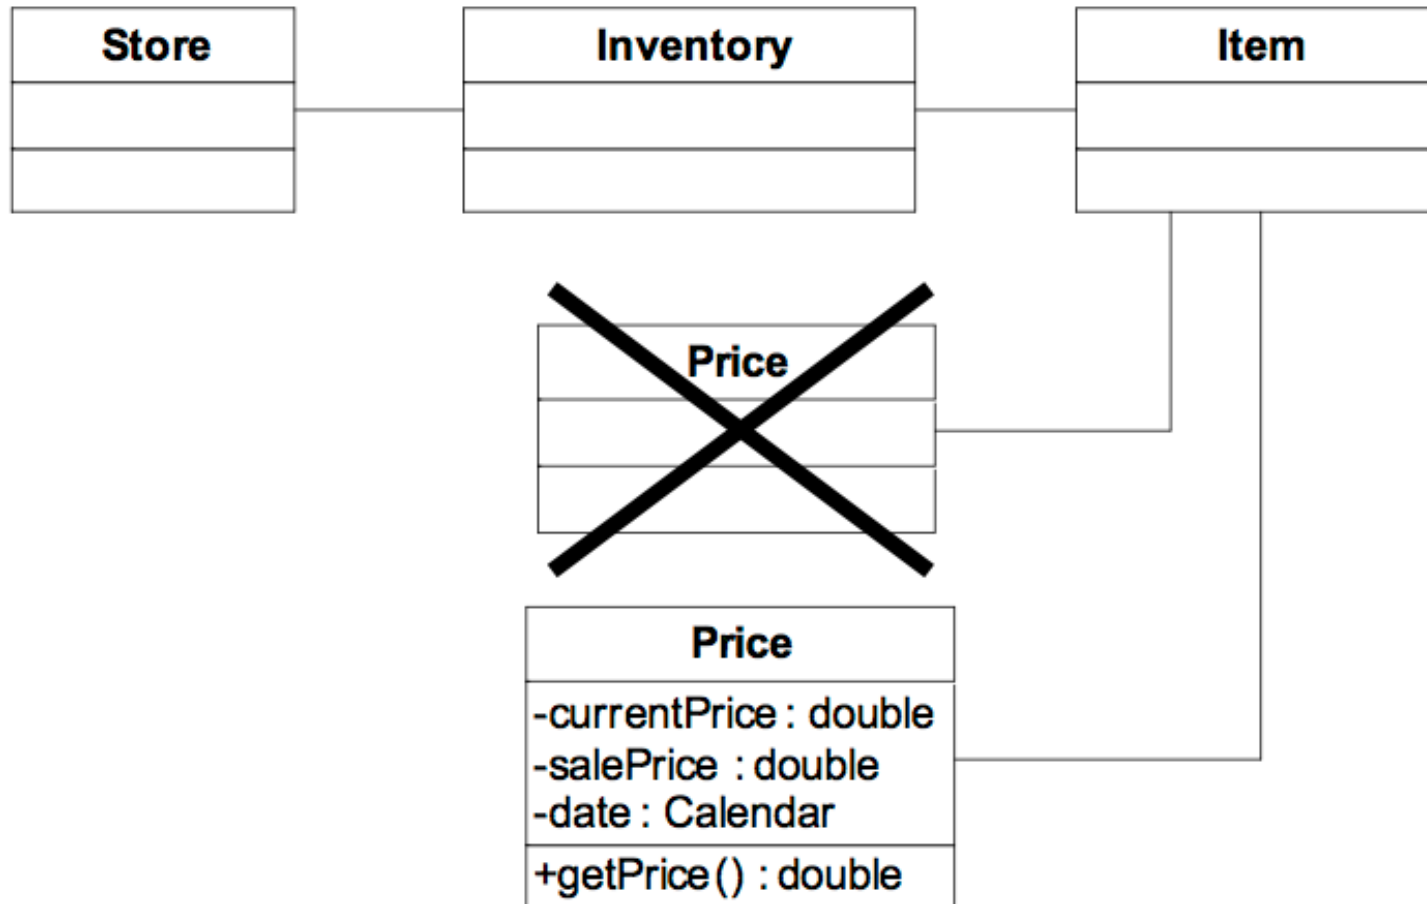 Store
Inventory
Item
Price
Price
-currentPrice : double
-salePrice : double
-date : Calendar
+getPrice() : double